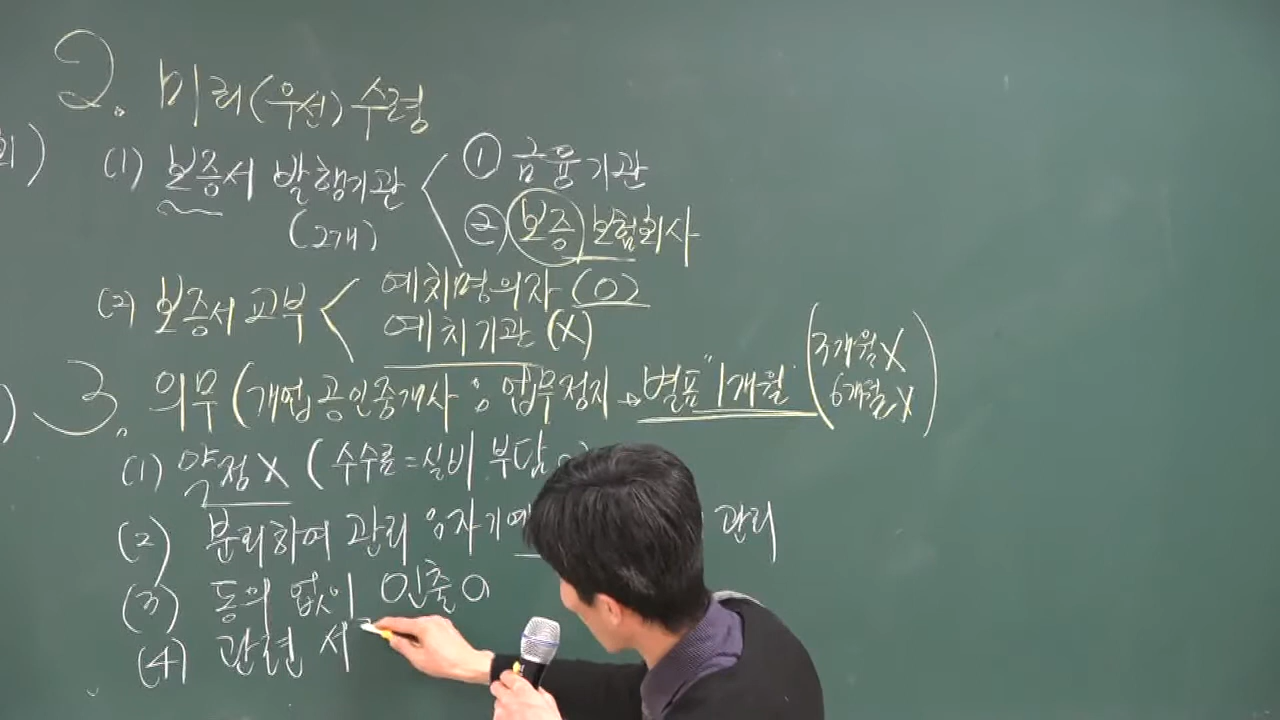 2. 미리(우선) 수령
(1) 보증서 발행기관 ① 금융기관
(2개) ② 보증 보험회사
(2) 보증서 교부 예치명의자 (O)
예치기관 (X)
3. 의무 (개업공인중개사 : 업무정지 → 별표 "1개월" (3개월X
6개월X)
(1) 약정X (수수료=실비 부담
(2) 분리하여 관리 : 자기예 관리
(3) 동의 없이 인출
(4) 관련 서